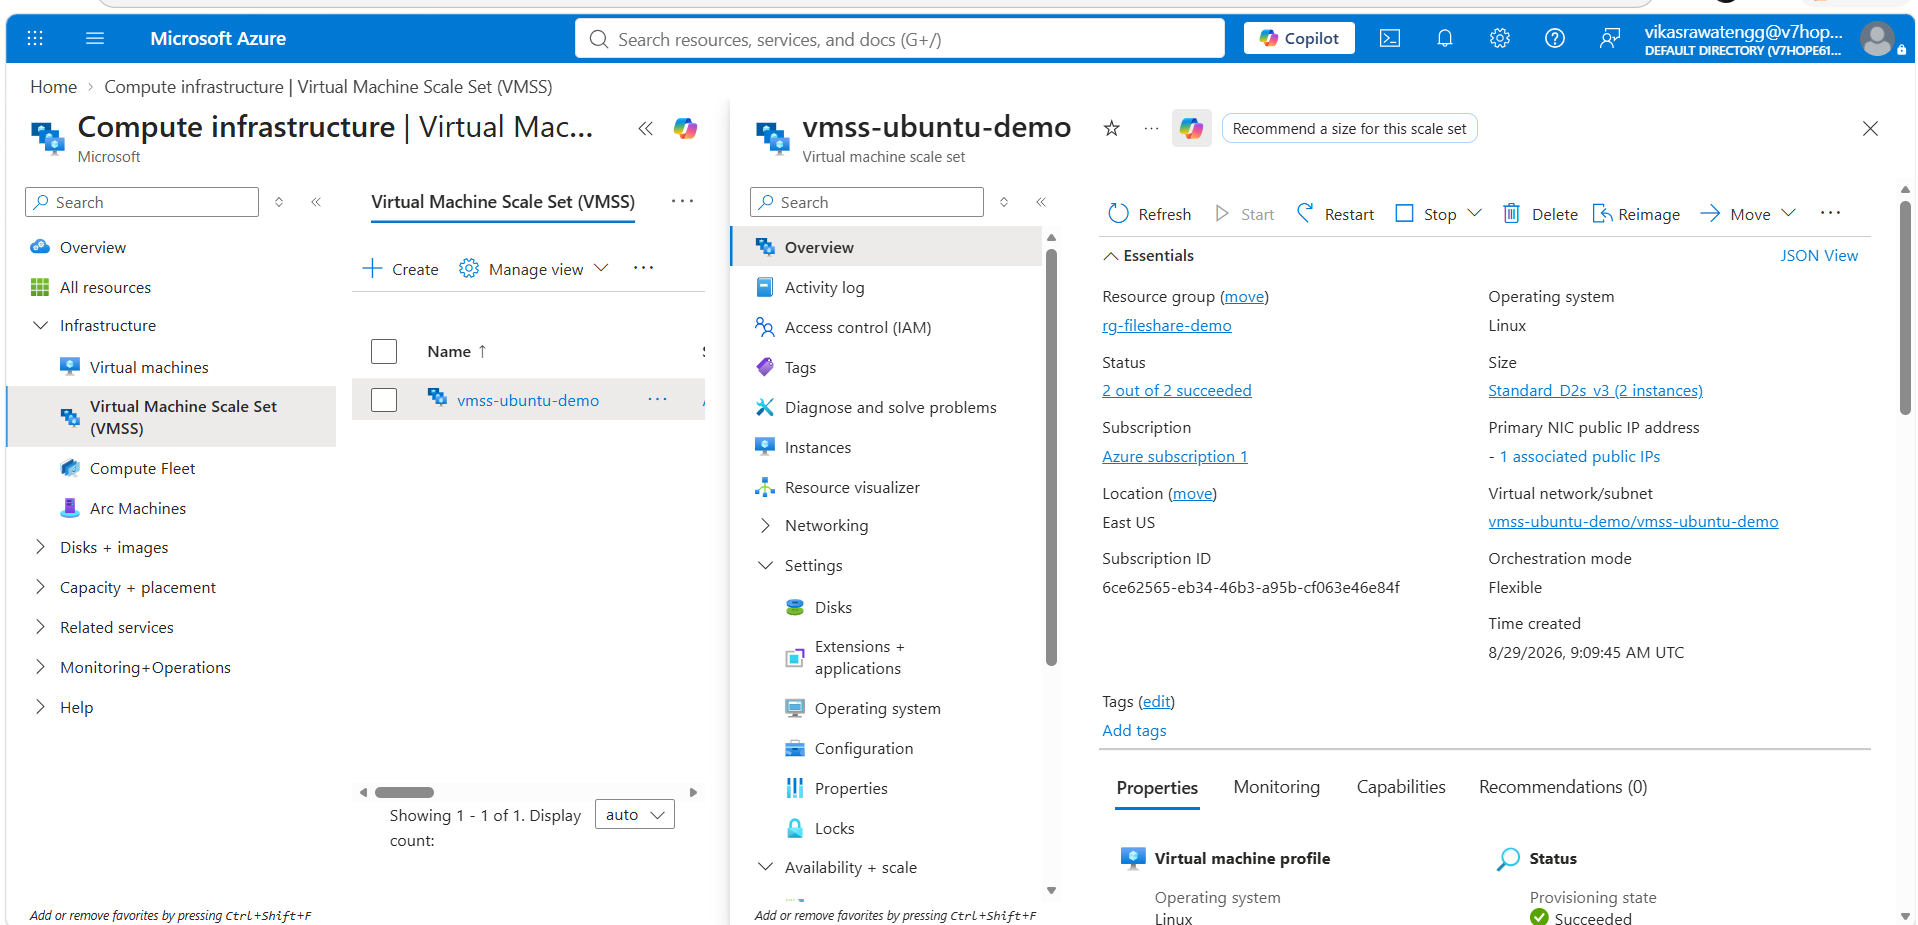 Microsoft Azure
Search resources, services, and docs (G+/)
Copilot
vikasrawatengg@v7hop...
DEFAULT DIRECTORY (V7HOPE61...
Home
Compute infrastructure | Virtual Machine Scale Set (VMSS)
Compute infrastructure | Virtual Mac...
Microsoft
Search
Overview
All resources
Infrastructure
Virtual machines
Virtual Machine Scale Set
(VMSS)
Compute Fleet
Arc Machines
Disks + images
Capacity + placement
Related services
Monitoring+Operations
Help
Add or remove favorites by pressing Ctrl+Shift+F
Virtual Machine Scale Set (VMSS)
Create
Manage view
Name ↑
vmss-ubuntu-demo
Showing 1 - 1 of 1. Display
count:
auto
vmss-ubuntu-demo
Virtual machine scale set
Recommend a size for this scale set
Search
Overview
Activity log
Access control (IAM)
Tags
Diagnose and solve problems
Instances
Resource visualizer
Networking
Settings
Disks
Extensions +
applications
Operating system
Configuration
Properties
Locks
Availability + scale
Add or remove favorites by pressing Ctrl+Shift+F
Refresh
Start
Restart
Stop
Delete
Reimage
Move
Essentials
JSON View
Resource group (move)
rg-fileshare-demo
Status
2 out of 2 succeeded
Subscription
Azure subscription 1
Location (move)
East US
Subscription ID
6ce62565-eb34-46b3-a95b-cf063e46e84f
Operating system
Linux
Size
Standard_D2s_v3 (2 instances)
Primary NIC public IP address
- 1 associated public IPs
Virtual network/subnet
vmss-ubuntu-demo/vmss-ubuntu-demo
Orchestration mode
Flexible
Time created
8/29/2026, 9:09:45 AM UTC
Tags (edit)
Add tags
Properties
Monitoring
Capabilities
Recommendations (0)
Virtual machine profile
Operating system
Linux
Status
Provisioning state
Succeeded